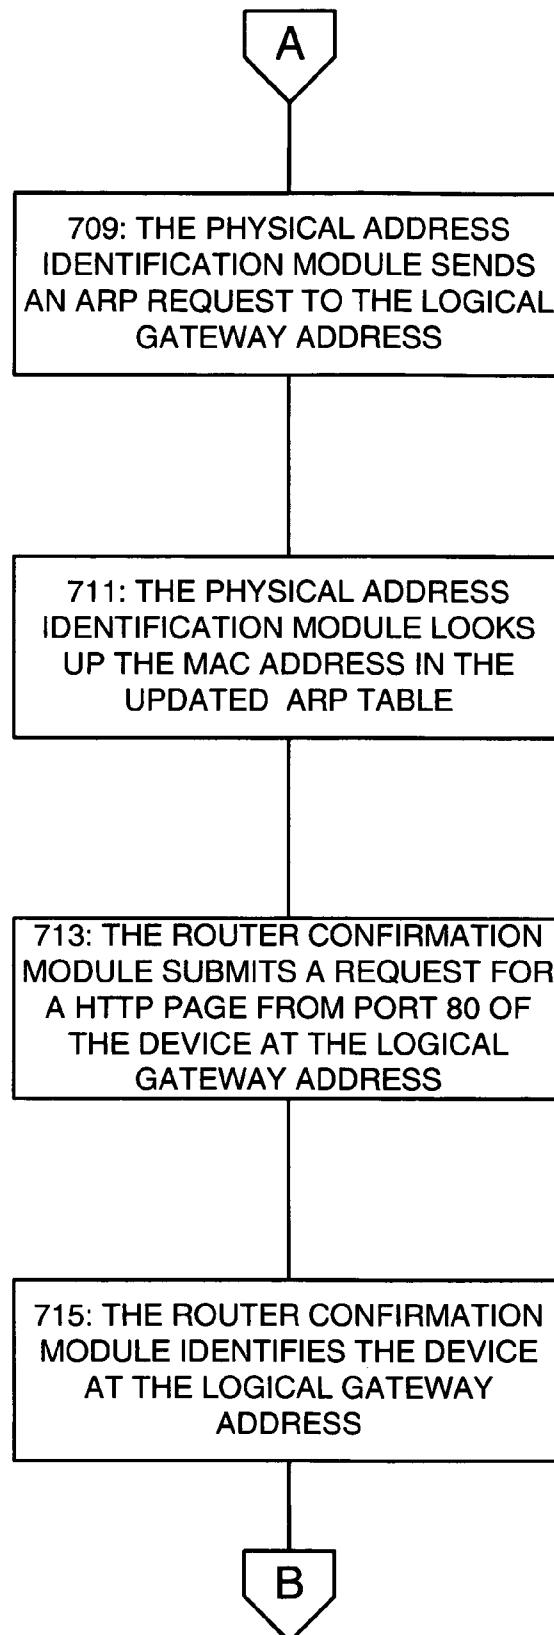 A
709: THE PHYSICAL ADDRESS
IDENTIFICATION MODULE SENDS
AN ARP REQUEST TO THE LOGICAL
GATEWAY ADDRESS
711: THE PHYSICAL ADDRESS
IDENTIFICATION MODULE LOOKS
UP THE MAC ADDRESS IN THE
UPDATED ARP TABLE
713: THE ROUTER CONFIRMATION
MODULE SUBMITS A REQUEST FOR
A HTTP PAGE FROM PORT 80 OF
THE DEVICE AT THE LOGICAL
GATEWAY ADDRESS
715: THE ROUTER CONFIRMATION
MODULE IDENTIFIES THE DEVICE
AT THE LOGICAL GATEWAY
ADDRESS
B